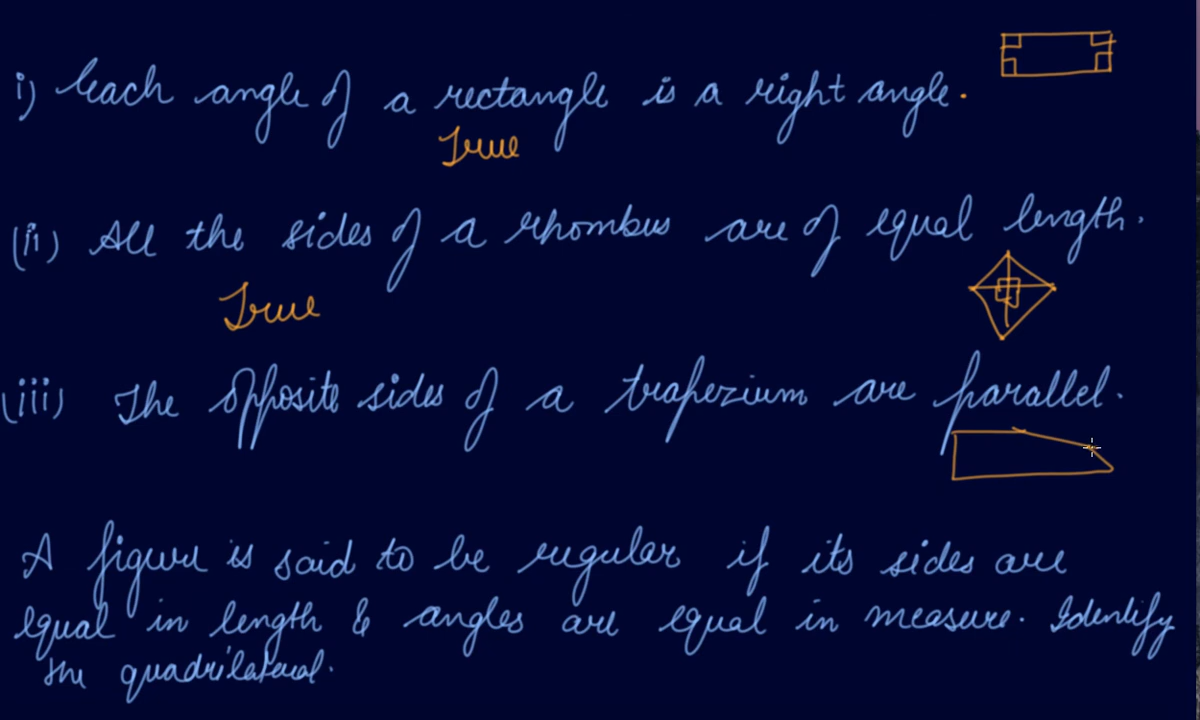 i) Each angle of a rectangle is a right angle.
True
(ii) All the sides of a rhombus are of equal length.
True
(iii) The opposite sides of a trapezium are parallel.
A figure is said to be regular if its sides are
equal in length & angles are equal in measure. Identify
the quadrilateral.